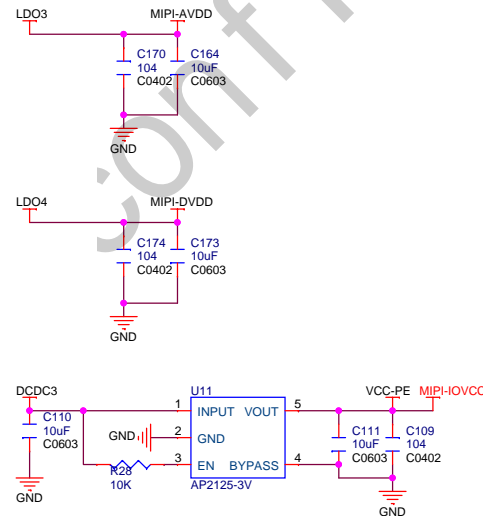 LDO3 MIPI-AVDD
C170 C164
104 10uF
C0402 C0603
GND
LDO4 MIPI-DVDD
C174 C173
104 10uF
C0402 C0603
GND
DCDC3 U11 VCC-PE MIPI-IOVCC
C110
10uF
C0603
1 INPUT VOUT 5
GND 2 GND
3 EN BYPASS 4
R28
10K
AP2125-3V
C111 C109
10uF 104
C0603 C0402
GND
GND